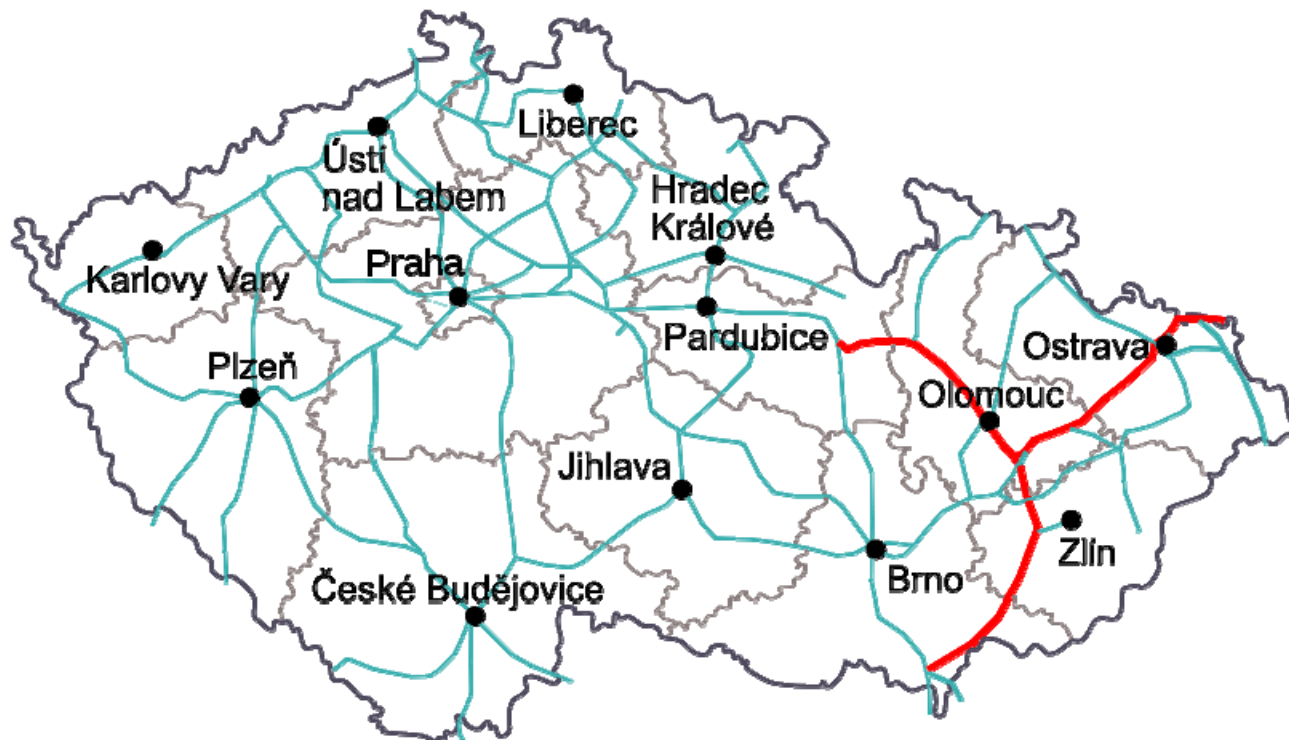 Liberec
Ústí
nad Labem
Hradec
Králové
Karlovy Vary
Praha
Pardubice
Ostrava
Plzeň
Olomouc
Jihlava
Zlín
Brno
České Budějovice